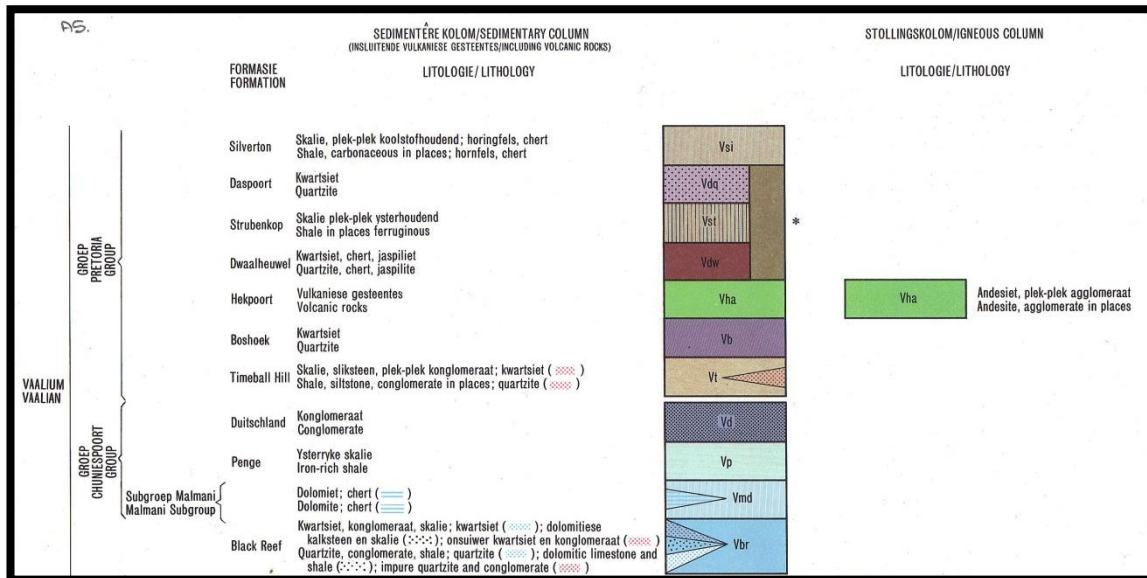 AS.
SEDIMENTÊRE KOLOM/SEDIMENTARY COLUMN
(INSLUITENDE VULKANIESE GESTEENTES/INCLUDING VOLCANIC ROCKS)
STOLLINGSKOLOM/IGNEOUS COLUMN
FORMASIE
FORMATION
LITOLOGIE/LITHOLOGY
LITOLOGIE/LITHOLOGY
VAALIUM
VAALIAN
GROEP
PRETORIA
GROUP
Silverton
Skalie, plek-plek koolstofhoudend; horingfels, chert
Shale, carbonaceous in places; hornfels, chert
Vsi
Daspoort
Kwartsiet
Quartzite
Vdq
Strubenkop
Skalie plek-plek ysterhoudend
Shale in places ferruginous
Vst
*
Dwaalheuwel
Kwartsiet, chert, jaspiliet
Quartzite, chert, jaspilite
Vdw
Hekpoort
Vulkaniese gesteentes
Volcanic rocks
Vha
Vha
Andesiet, plek-plek agglomeraat
Andesite, agglomerate in places
Boshoek
Kwartsiet
Quartzite
Vb
Timeball Hill
Skalie, sliksteen, plek-plek konglomeraat; kwartsiet ( )
Shale, siltstone, conglomerate in places; quartzite ( )
Vt
GROEP
CHUNIESPOORT
GROUP
Duitschland
Konglomeraat
Conglomerate
Vd
Penge
Ysterryke skalie
Iron-rich shale
Vp
Subgroep Malmani
Malmani Subgroup
Dolomiet; chert ( )
Dolomite; chert ( )
Vmd
Black Reef
Kwartsiet, konglomeraat, skalie; kwartsiet ( ); dolomitiese
kalksteen en skalie ( ); onsuiwer kwartsiet en konglomeraat ( )
Quartzite, conglomerate, shale; quartzite ( ); dolomitic limestone and
shale ( ); impure quartzite and conglomerate ( )
Vbr